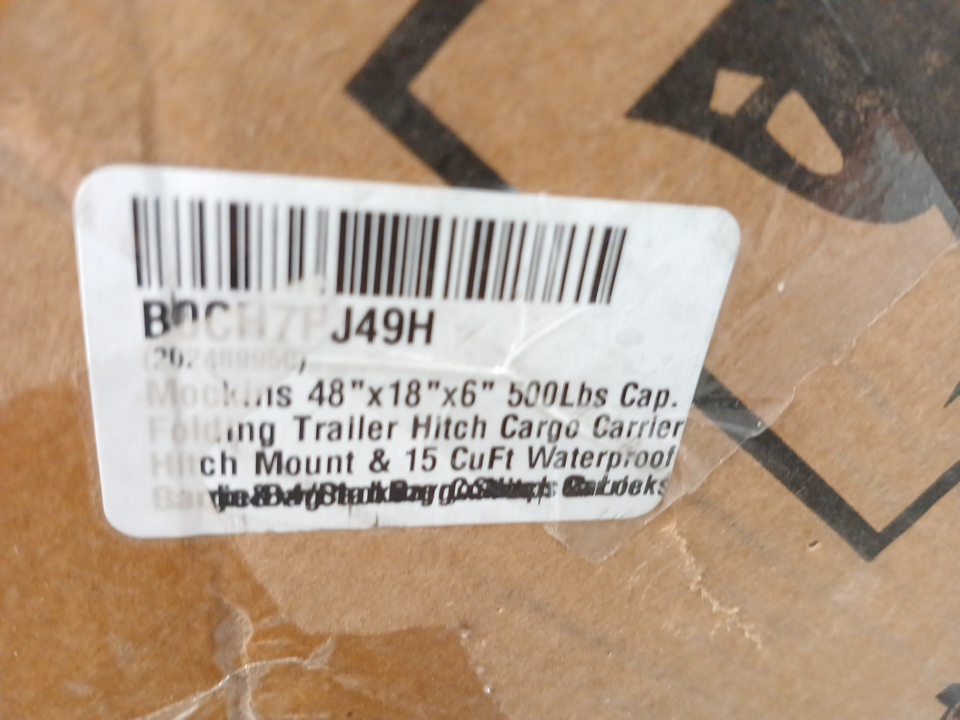 B0CH7PJ49H
Mockins 48"x18"x6" 500Lbs Cap.
Folding Trailer Hitch Cargo Carrier
Hitch Mount & 15 CuFt Waterproof